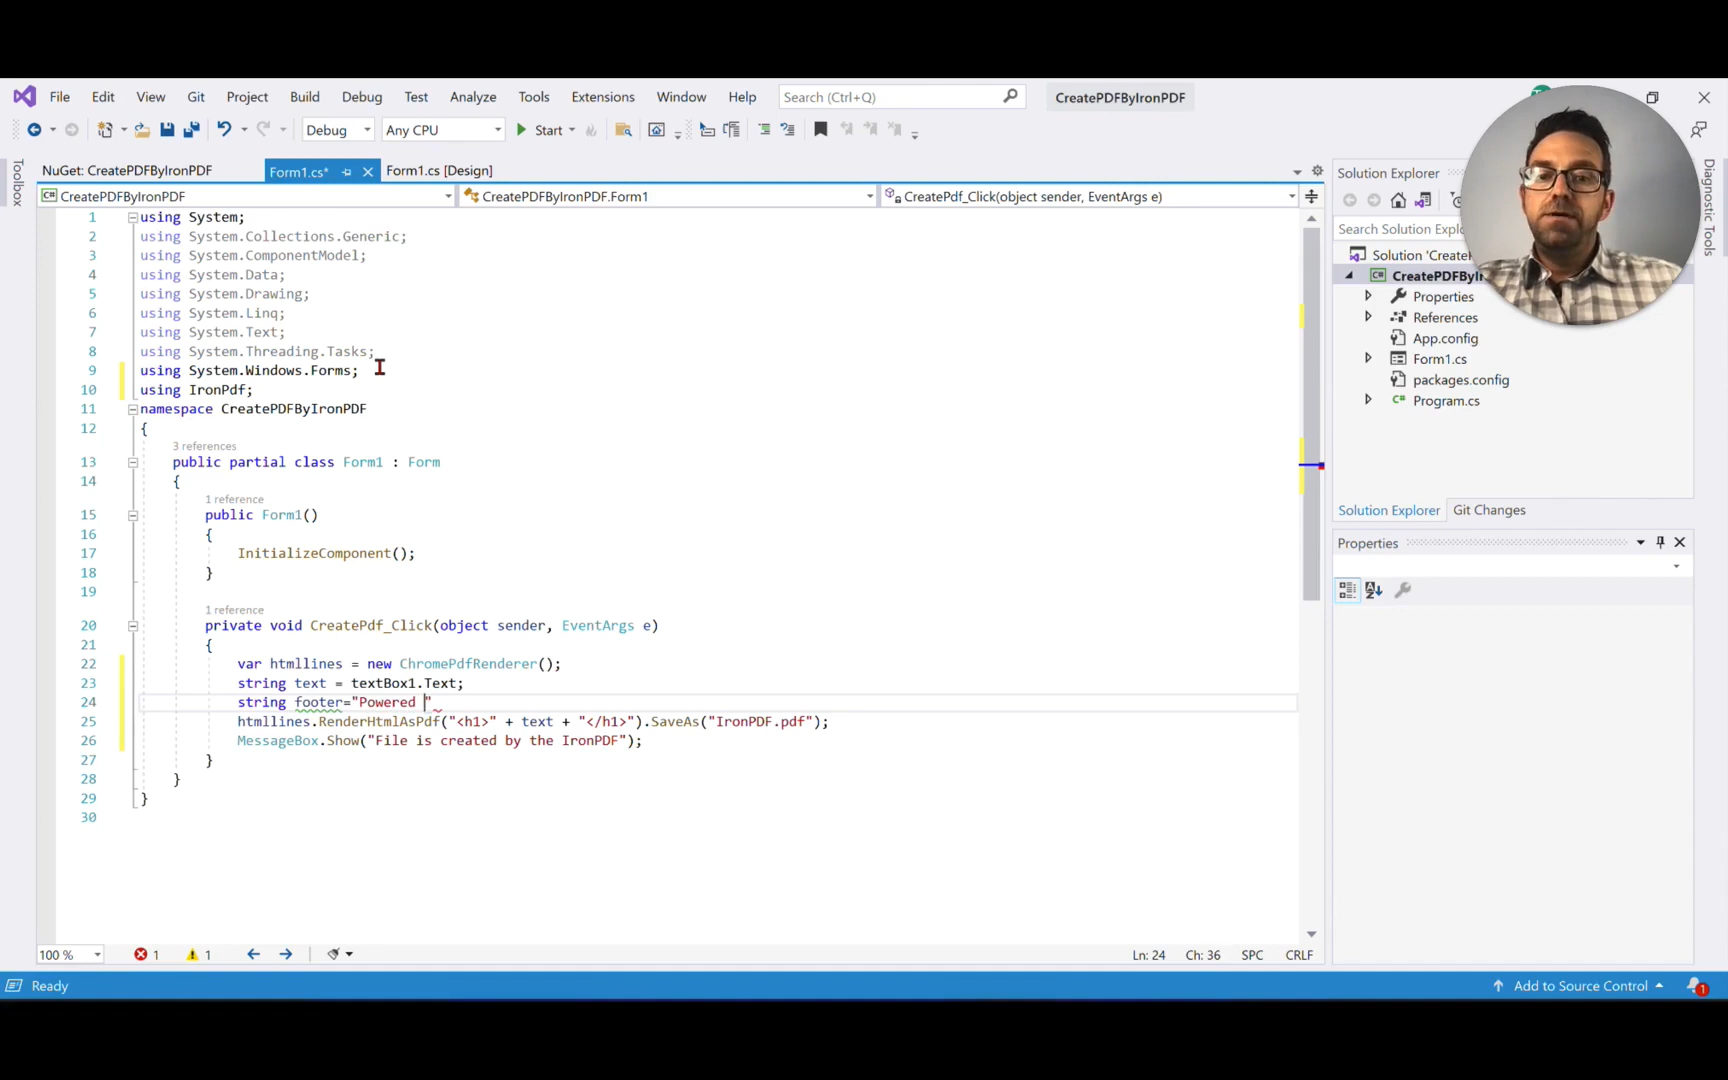 File Edit View Git Project Build Debug Test Analyze Tools Extensions Window Help Search (Ctrl+Q) CreatePDFByIronPDF
Debug Any CPU Start
NuGet: CreatePDFByIronPDF Form1.cs* Form1.cs [Design]
CreatePDFByIronPDF CreatePDFByIronPDF.Form1 CreatePdf_Click(object sender, EventArgs e)
Toolbox
1 using System;
2 using System.Collections.Generic;
3 using System.ComponentModel;
4 using System.Data;
5 using System.Drawing;
6 using System.Linq;
7 using System.Text;
8 using System.Threading.Tasks;
9 using System.Windows.Forms;
10 using IronPdf;
11 namespace CreatePDFByIronPDF
12 {
3 references
13 public partial class Form1 : Form
14 {
1 reference
15 public Form1()
16 {
17 InitializeComponent();
18 }
19
1 reference
20 private void CreatePdf_Click(object sender, EventArgs e)
21 {
22 var htmllines = new ChromePdfRenderer();
23 string text = textBox1.Text;
24 string footer="Powered "
25 htmllines.RenderHtmlAsPdf("<h1>" + text + "</h1>").SaveAs("IronPDF.pdf");
26 MessageBox.Show("File is created by the IronPDF");
27 }
28 }
29 }
30
100 % 1 1 Ln: 24 Ch: 36 SPC CRLF
Solution Explorer
Search Solution Expl
Solution 'Create
CreatePDFByIr
Properties
References
App.config
Form1.cs
packages.config
Program.cs
Solution Explorer Git Changes
Properties
Diagnostic Tools
Ready Add to Source Control 1